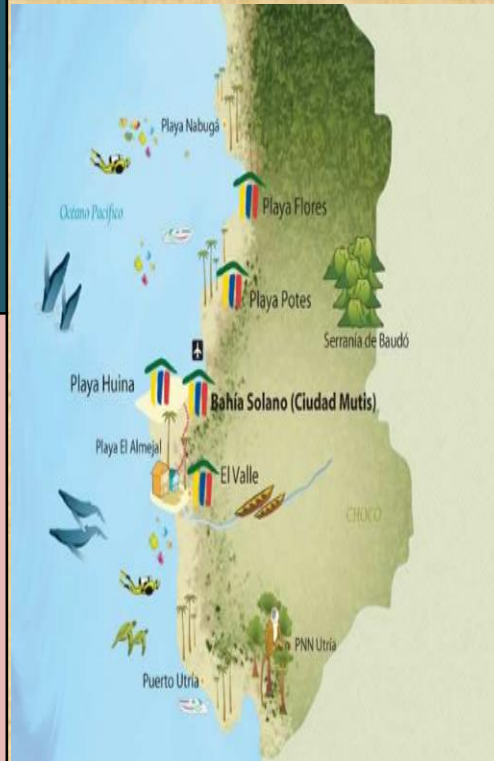 Playa Nabugá
Océano Pacífico
Playa Flores
Playa Potes
Serranía de Baudó
Playa Huina
Bahía Solano (Ciudad Mutis)
Playa El Almejal
El Valle
CHOCO
PNN Utría
Puerto Utría